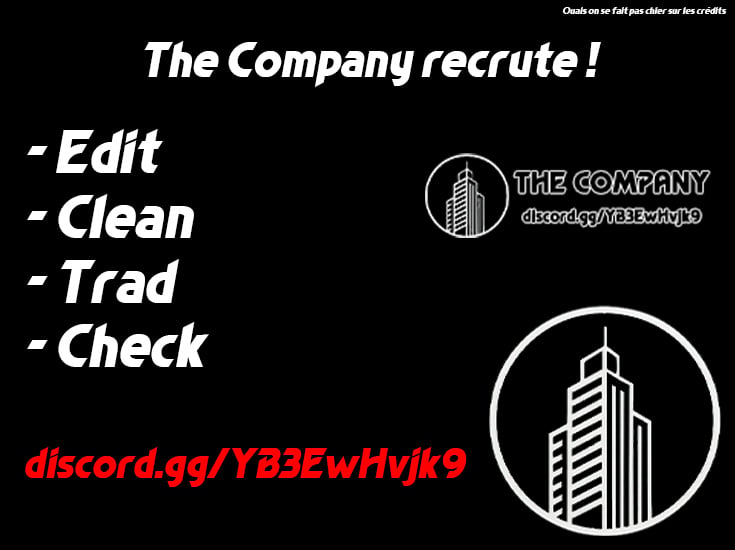 Ouais on se fait pas chier sur les crédits
The Company recrute !
- Edit
- Clean
- Trad
- Check
THE COMPANY
discord.gg/YB3EwHvjk9
discord.gg/YB3EwHvjk9